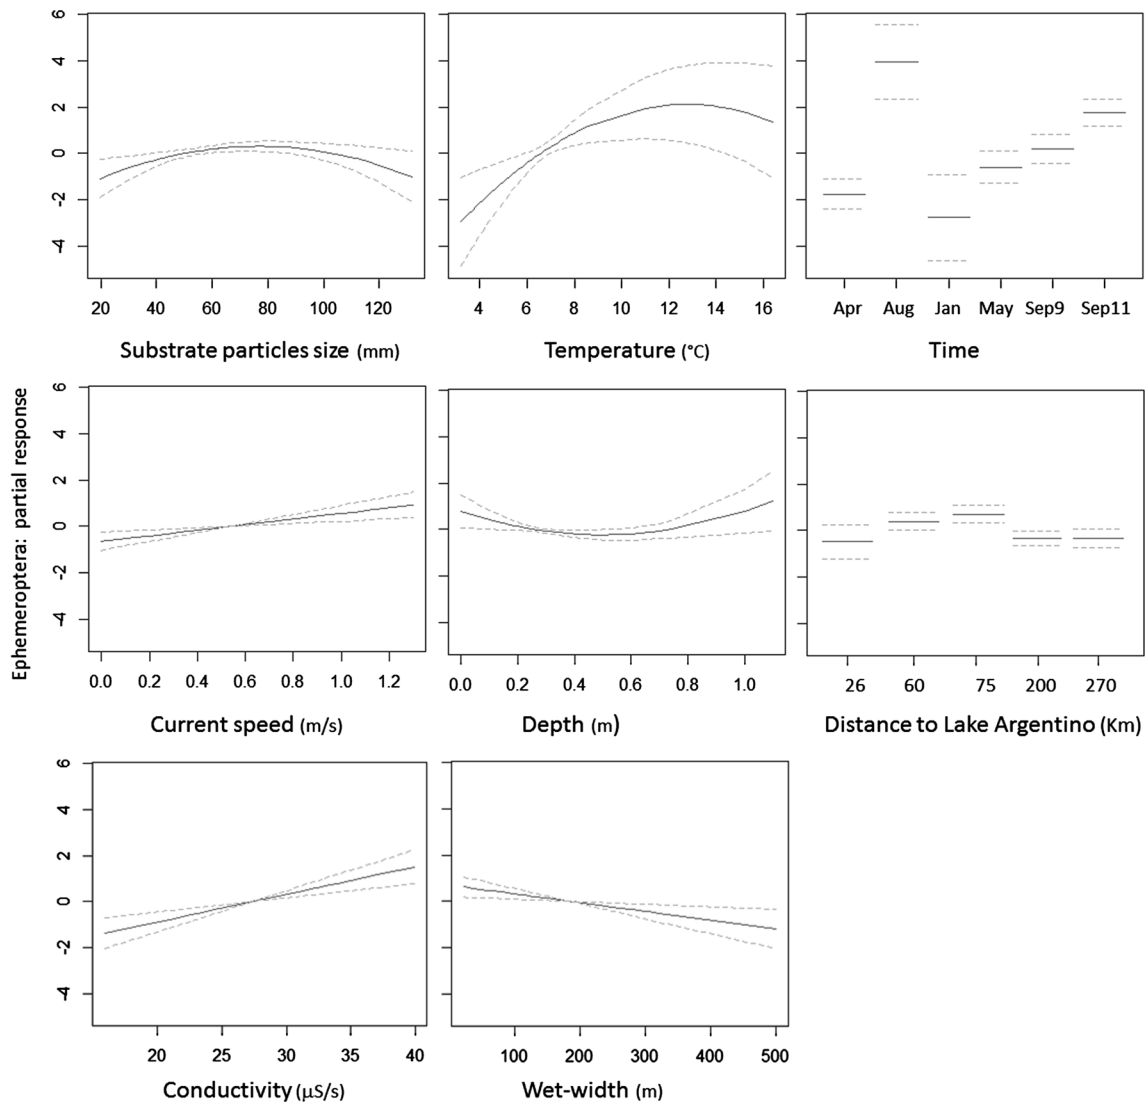 6
4
2
0
-2
-4
20 40 60 80 100 120
4 6 8 10 12 14 16
Apr Aug Jan May Sep9 Sep11
Substrate particles size (mm)
Temperature (°C)
Time
Ephemeroptera: partial response
6
4
2
0
-2
-4
0.0 0.2 0.4 0.6 0.8 1.0 1.2
0.0 0.2 0.4 0.6 0.8 1.0
26 60 75 200 270
Current speed (m/s)
Depth (m)
Distance to Lake Argentino (Km)
6
4
2
0
-2
-4
20 25 30 35 40
100 200 300 400 500
Conductivity (µS/s)
Wet-width (m)